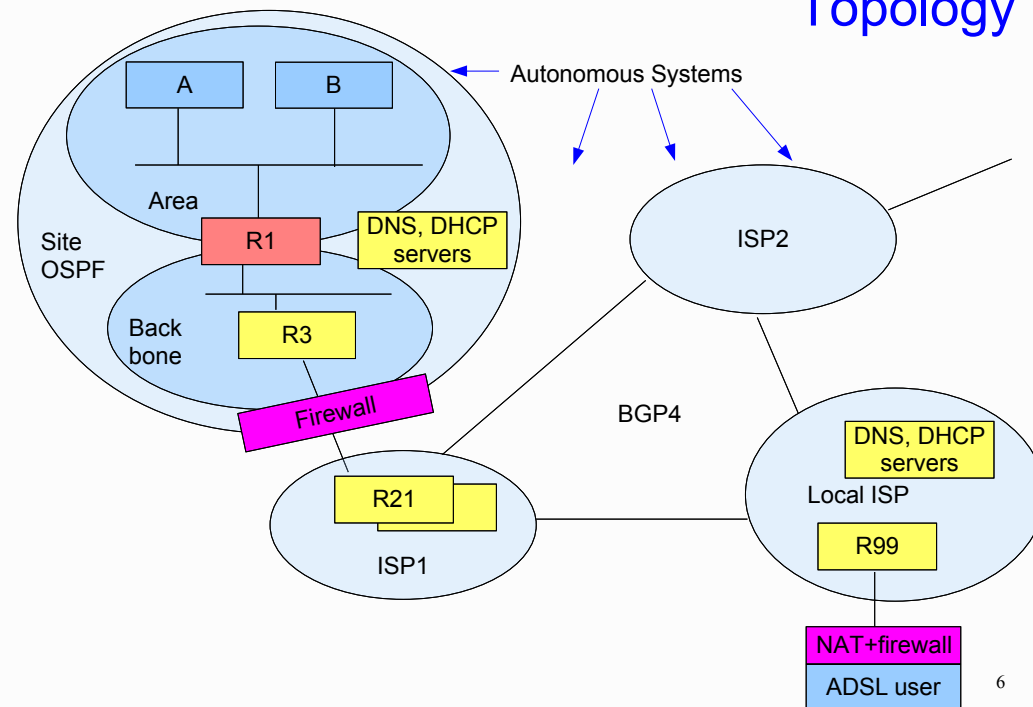 Topology
Autonomous Systems
A
B
Area
R1
DNS, DHCP
servers
Site
OSPF
Back
bone
R3
Firewall
ISP2
BGP4
R21
ISP1
DNS, DHCP
servers
Local ISP
R99
NAT+firewall
ADSL user
6